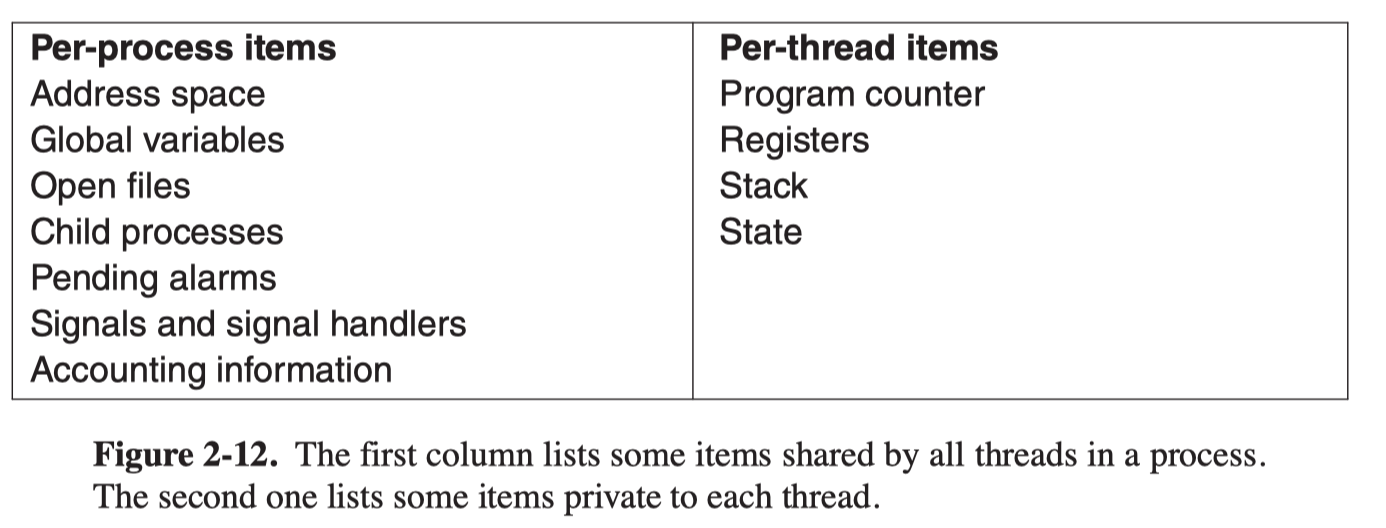 Per-process items
Address space
Global variables
Open files
Child processes
Pending alarms
Signals and signal handlers
Accounting information
Per-thread items
Program counter
Registers
Stack
State
Figure 2-12. The first column lists some items shared by all threads in a process.
The second one lists some items private to each thread.